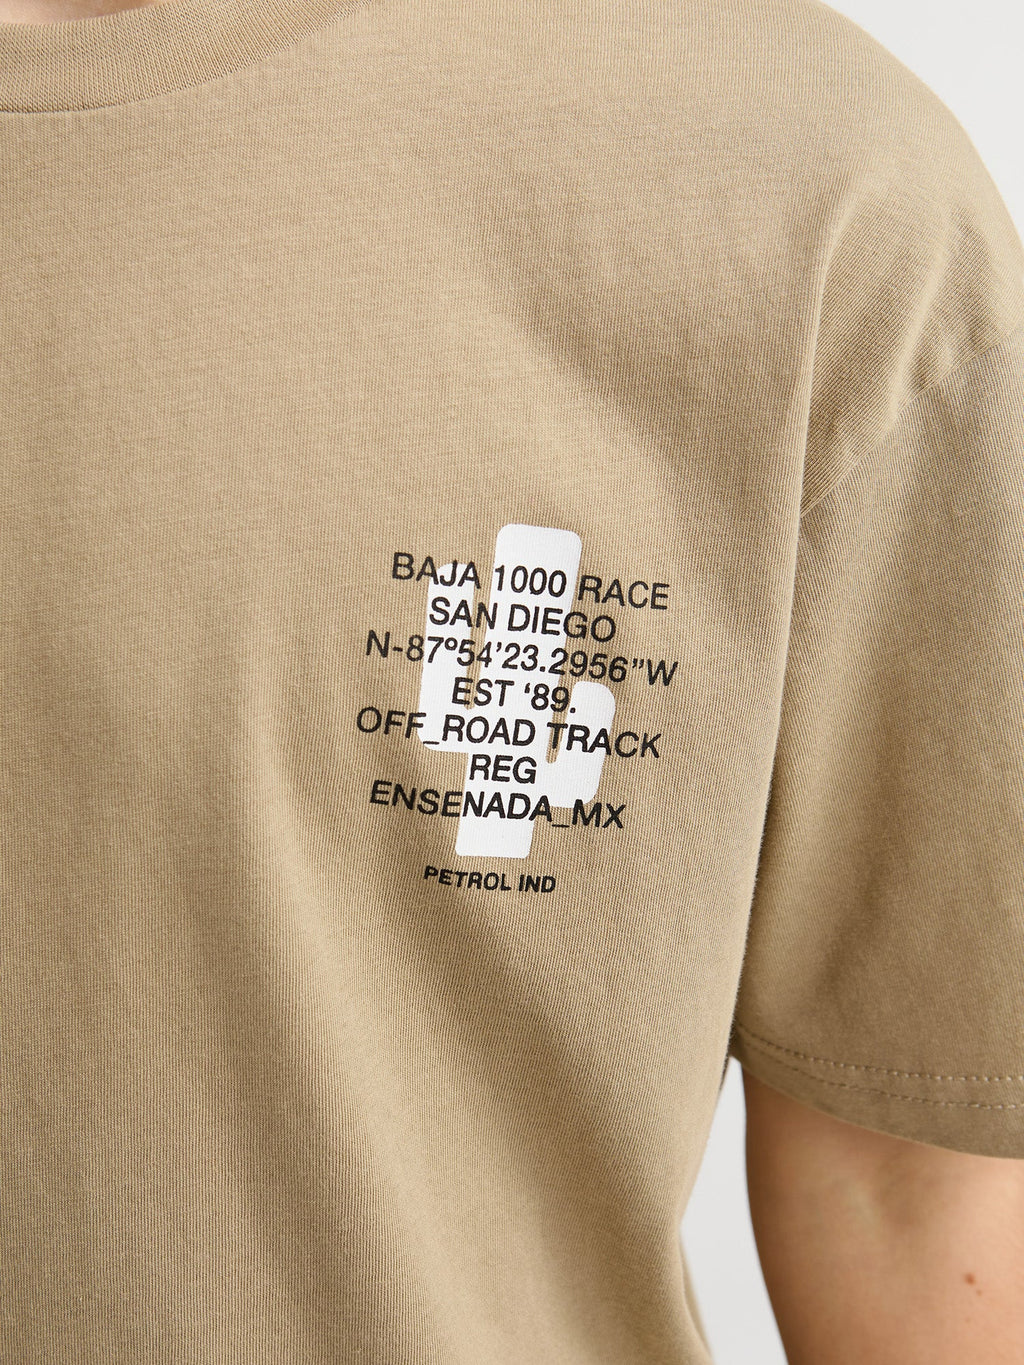 BAJA 1000 RACE
SAN DIEGO
N-87º54’23.2956”W
EST ‘89.
OFF_ROAD TRACK
REG
ENSENADA_MX
PETROL IND